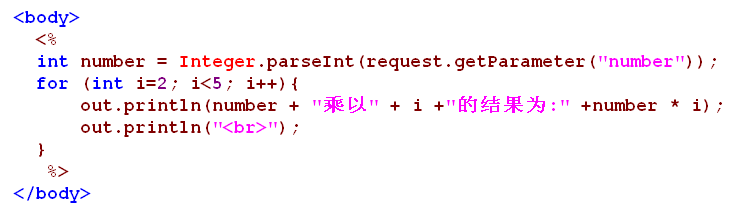 <body>
<%
int number = Integer.parseInt(request.getParameter("number"));
for (int i=2; i<5; i++){
out.println(number + "乘以" + i +"的结果为:" +number * i);
out.println("<br>");
}
%>
</body>